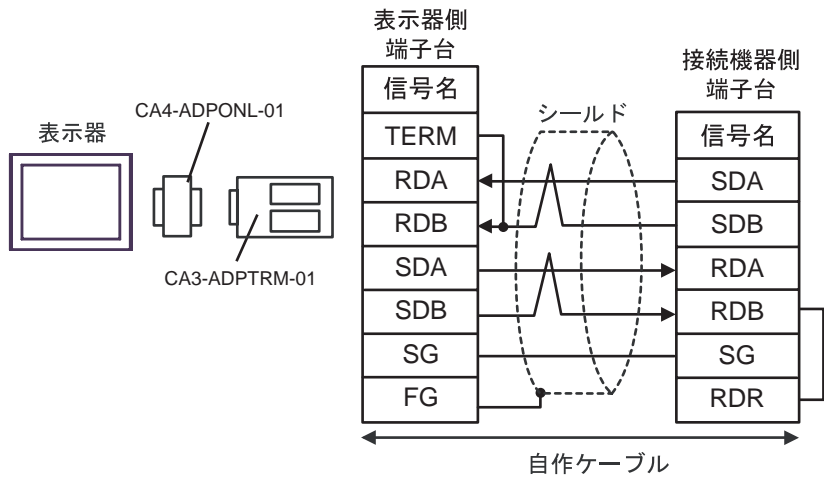 表示器
CA4-ADPONL-01
CA3-ADPTRM-01
表示器側
端子台
信号名
TERM
RDA
RDB
SDA
SDB
SG
FG
シールド
接続機器側
端子台
信号名
SDA
SDB
RDA
RDB
SG
RDR
自作ケーブル